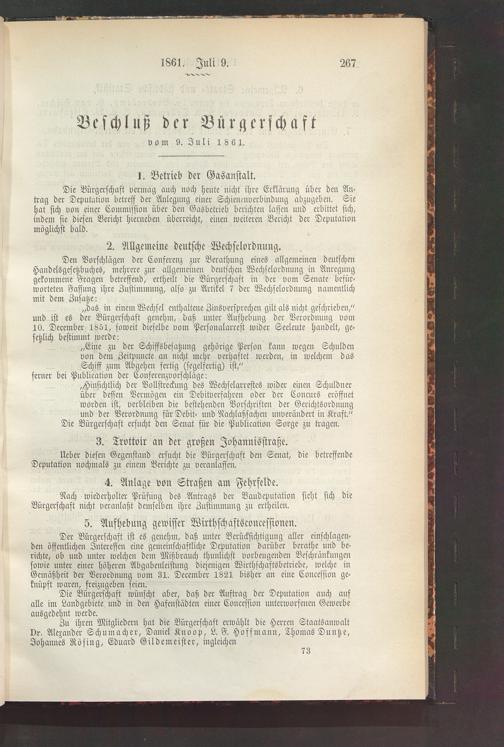 1861. Juli 9.
267
Beschluß der Bürgerschaft
vom 9. Juli 1861.
1. Betrieb der Gasanstalt.
Die Bürgerschaft vermag auch noch heute nicht ihre Erklärung über den An-
trag der Deputation betreff der Anlegung einer Schienenverbindung abzugeben. Sie
hat sich von einer Commission über den Gasbetrieb berichten lassen und erbittet sich,
indem sie diesen Bericht hierneben überreicht, einen weiteren Bericht der Deputation
möglichst bald.
2. Allgemeine deutsche Wechselordnung.
Den Vorschlägen der Conferenz zur Berathung eines allgemeinen deutschen
Handelsgesetzbuches, mehrere zur allgemeinen deutschen Wechselordnung in Anregung
gekommene Fragen betreffend, ertheilt die Bürgerschaft in der vom Senate befür-
worteten Fassung ihre Zustimmung, also zu Artikel 7 der Wechselordnung namentlich
mit dem Zusatze:
„das in einem Wechsel enthaltene Zinsversprechen gilt als nicht geschrieben,"
und ist es der Bürgerschaft genehm, daß unter Aufhebung der Verordnung vom
10. December 1851, soweit dieselbe vom Personalarrest wider Seeleute handelt, ge-
setzlich bestimmt werde:
„Eine zu der Schiffsbesatzung gehörige Person kann wegen Schulden
von dem Zeitpuncte an nicht mehr verhaftet werden, in welchem das
Schiff zum Abgehen fertig (segelfertig) ist,"
ferner bei Publication der Conferenzvorschläge:
„Hinsichtlich der Vollstreckung des Wechselarrestes wider einen Schuldner
über dessen Vermögen ein Debitverfahren oder der Concurs eröffnet
worden ist, verbleiben die bestehenden Vorschriften der Gerichtsordnung
und der Verordnung für Debit- und Nachlaßsachen unverändert in Kraft."
Die Bürgerschaft ersucht den Senat für die Publication Sorge zu tragen.
3. Trottoir an der großen Johannisstraße.
Ueber diesen Gegenstand ersucht die Bürgerschaft den Senat, die betreffende
Deputation nochmals zu einem Berichte zu veranlassen.
4. Anlage von Straßen am Fehrfelde.
Nach wiederholter Prüfung des Antrags der Baudeputation sieht sich die
Bürgerschaft nicht veranlaßt demselben ihre Zustimmung zu ertheilen.
5. Aufhebung gewisser Wirthschaftsconcessionen.
Der Bürgerschaft ist es genehm, daß unter Berücksichtigung aller einschlagen-
den öffentlichen Interessen eine gemeinschaftliche Deputation darüber berathe und be-
richte, ob und unter welchen dem Mißbrauch thunlichst vorbeugenden Beschränkungen
sowie unter einer höheren Abgabenleistung diejenigen Wirthschaftsbetriebe, welche in
Gemäßheit der Verordnung vom 31. December 1821 bisher an eine Concession ge-
knüpft waren, freizugeben seien.
Die Bürgerschaft wünscht aber, daß der Auftrag der Deputation auch auf
alle im Landgebiete und in den Hafenstädten einer Concession unterworfenen Gewerbe
ausgedehnt werde.
Zu ihren Mitgliedern hat die Bürgerschaft erwählt die Herren Staatsanwalt
Dr. Alexander Schumacher, Daniel Knoop, L. F. Hoffmann, Thomas Duntze,
Johannes Rösing, Eduard Gildemeister, ingleichen
73